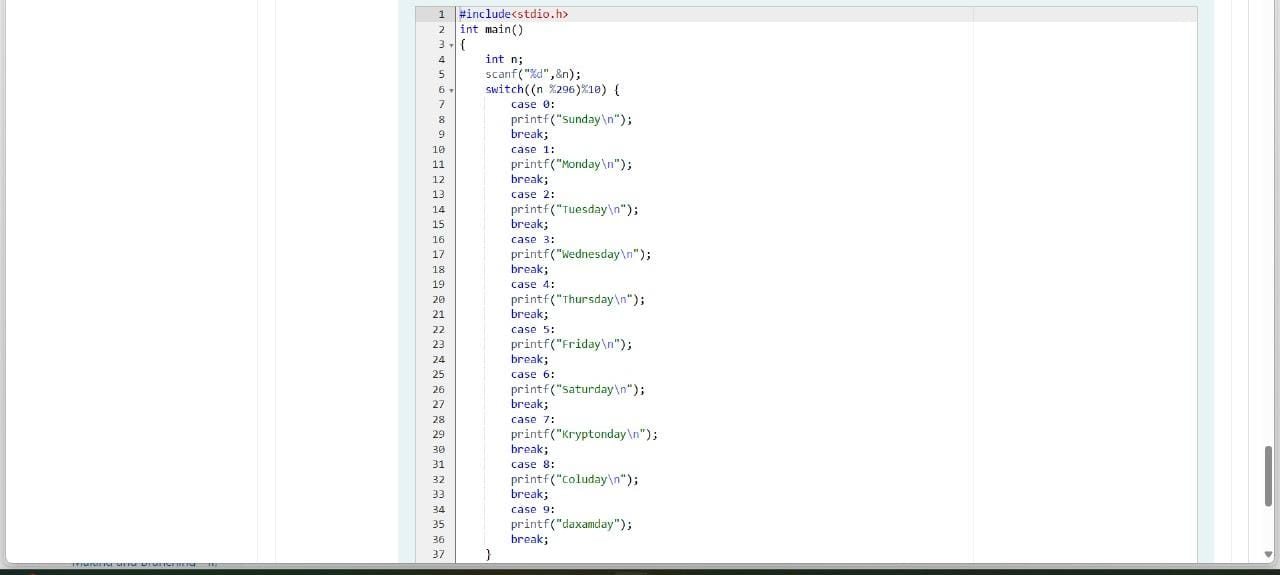 1 #include<stdio.h>
2 int main()
3 {
4 int n;
5 scanf("%d",&n);
6 switch((n %296)%10) {
7 case 0:
8 printf("Sunday\n");
9 break;
10 case 1:
11 printf("Monday\n");
12 break;
13 case 2:
14 printf("Tuesday\n");
15 break;
16 case 3:
17 printf("Wednesday\n");
18 break;
19 case 4:
20 printf("Thursday\n");
21 break;
22 case 5:
23 printf("Friday\n");
24 break;
25 case 6:
26 printf("Saturday\n");
27 break;
28 case 7:
29 printf("Kryptonday\n");
30 break;
31 case 8:
32 printf("Coluday\n");
33 break;
34 case 9:
35 printf("daxamday");
36 break;
37 }